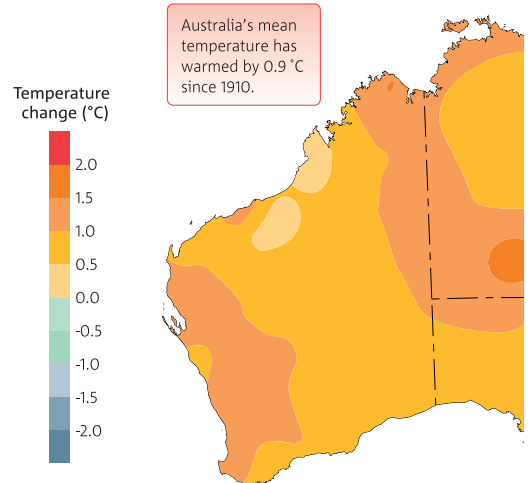 Australia's mean
temperature has
warmed by 0.9 ˚C
since 1910.
Temperature
change (°C)
2.0
1.5
1.0
0.5
0.0
-0.5
-1.0
-1.5
-2.0